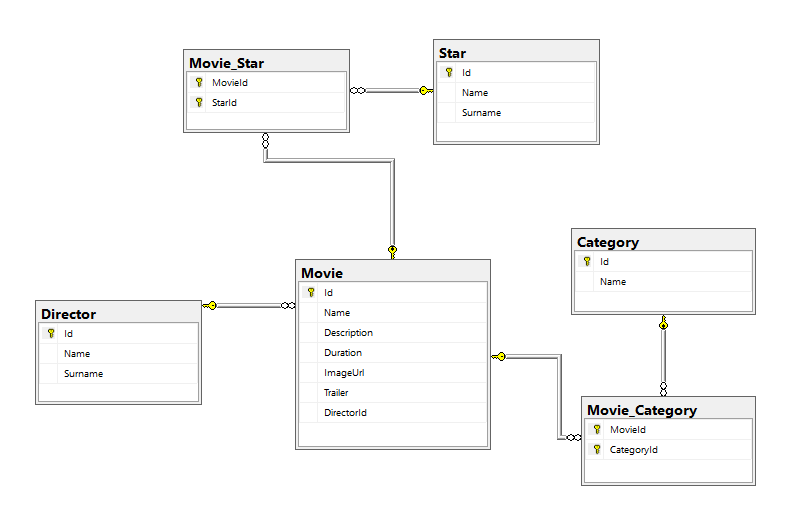 Movie_Star
MovieId
StarId
Star
Id
Name
Surname
Category
Id
Name
Movie
Id
Name
Description
Duration
ImageUrl
Trailer
DirectorId
Director
Id
Name
Surname
Movie_Category
MovieId
CategoryId